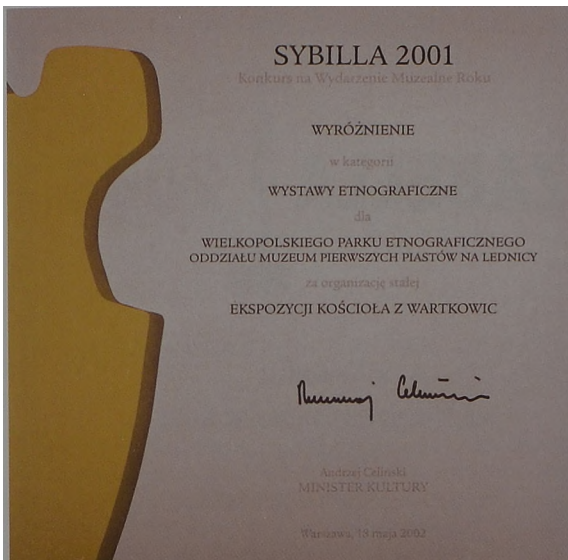 SYBILLA 2001
Konkurs na Wydarzenie Muzealne Roku
WYRÓŻNIENIE
w kategorii
WYSTAWY ETNOGRAFICZNE
dla
WIELKOPOLSKIEGO PARKU ETNOGRAFICZNEGO
ODDZIAŁU MUZEUM PIERWSZYCH PIASTÓW NA LEDNICY
za organizację stałej
EKSPOZYCJI KOŚCIOŁA Z WARTKOWIC
Andrzej Celiński
MINISTER KULTURY
Warszawa, 18 maja 2002